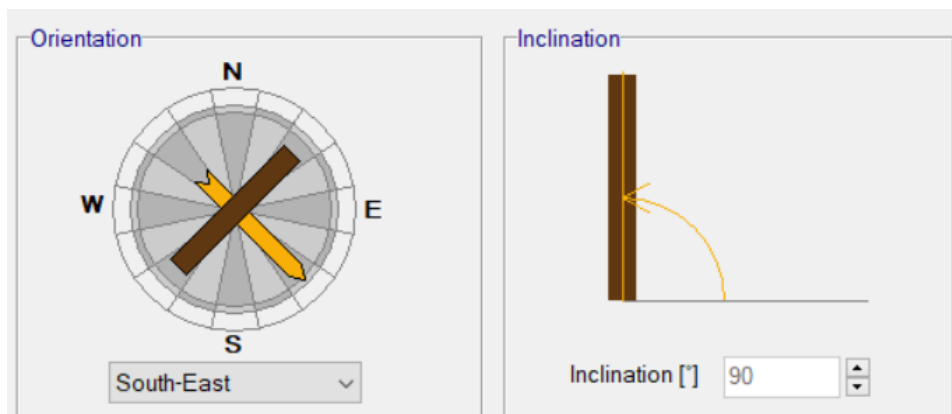 Orientation
N
W
E
S
South-East
Inclination
Inclination [°] 90